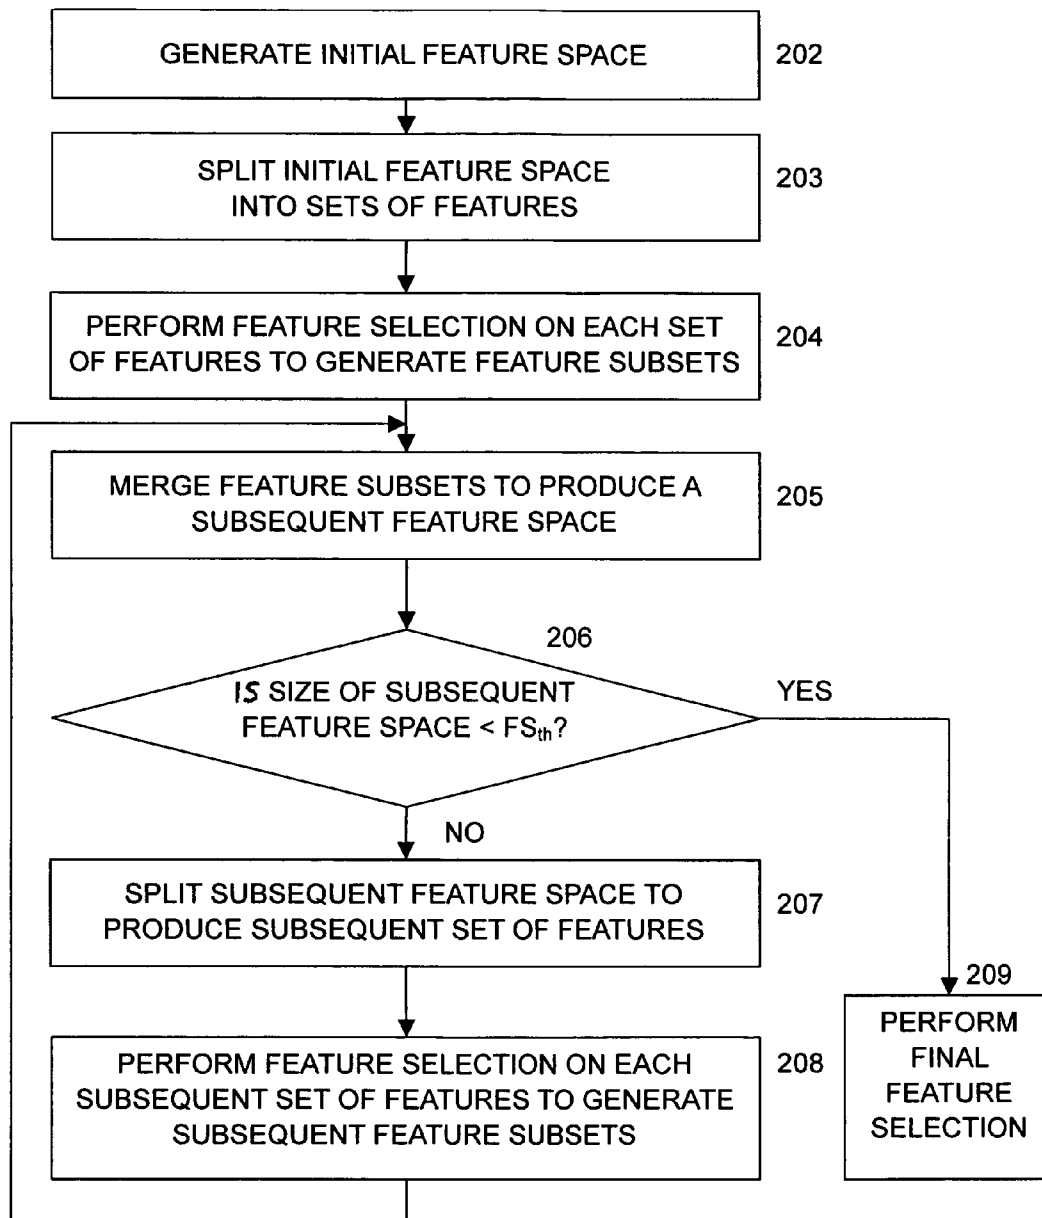 GENERATE INITIAL FEATURE SPACE
202
SPLIT INITIAL FEATURE SPACE
INTO SETS OF FEATURES
203
PERFORM FEATURE SELECTION ON EACH SET
OF FEATURES TO GENERATE FEATURE SUBSETS
204
MERGE FEATURE SUBSETS TO PRODUCE A
SUBSEQUENT FEATURE SPACE
205
206
IS SIZE OF SUBSEQUENT
FEATURE SPACE < FSth?
YES
NO
SPLIT SUBSEQUENT FEATURE SPACE TO
PRODUCE SUBSEQUENT SET OF FEATURES
207
PERFORM FEATURE SELECTION ON EACH
SUBSEQUENT SET OF FEATURES TO GENERATE
SUBSEQUENT FEATURE SUBSETS
208
209
PERFORM
FINAL
FEATURE
SELECTION